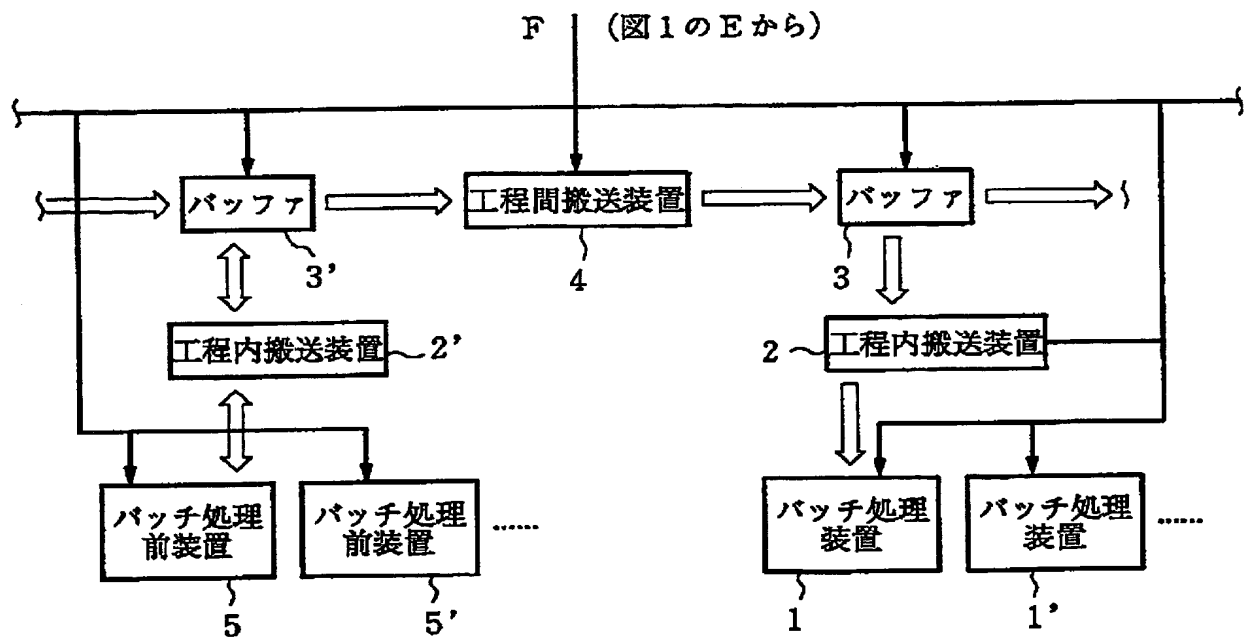 F (図1のEから)
バッファ
工程間搬送装置
バッファ
3'
4
3
工程内搬送装置
2'
2
工程内搬送装置
バッチ処理
前装置
バッチ処理
前装置
……
バッチ処理
装置
バッチ処理
装置
……
5
5'
1
1'